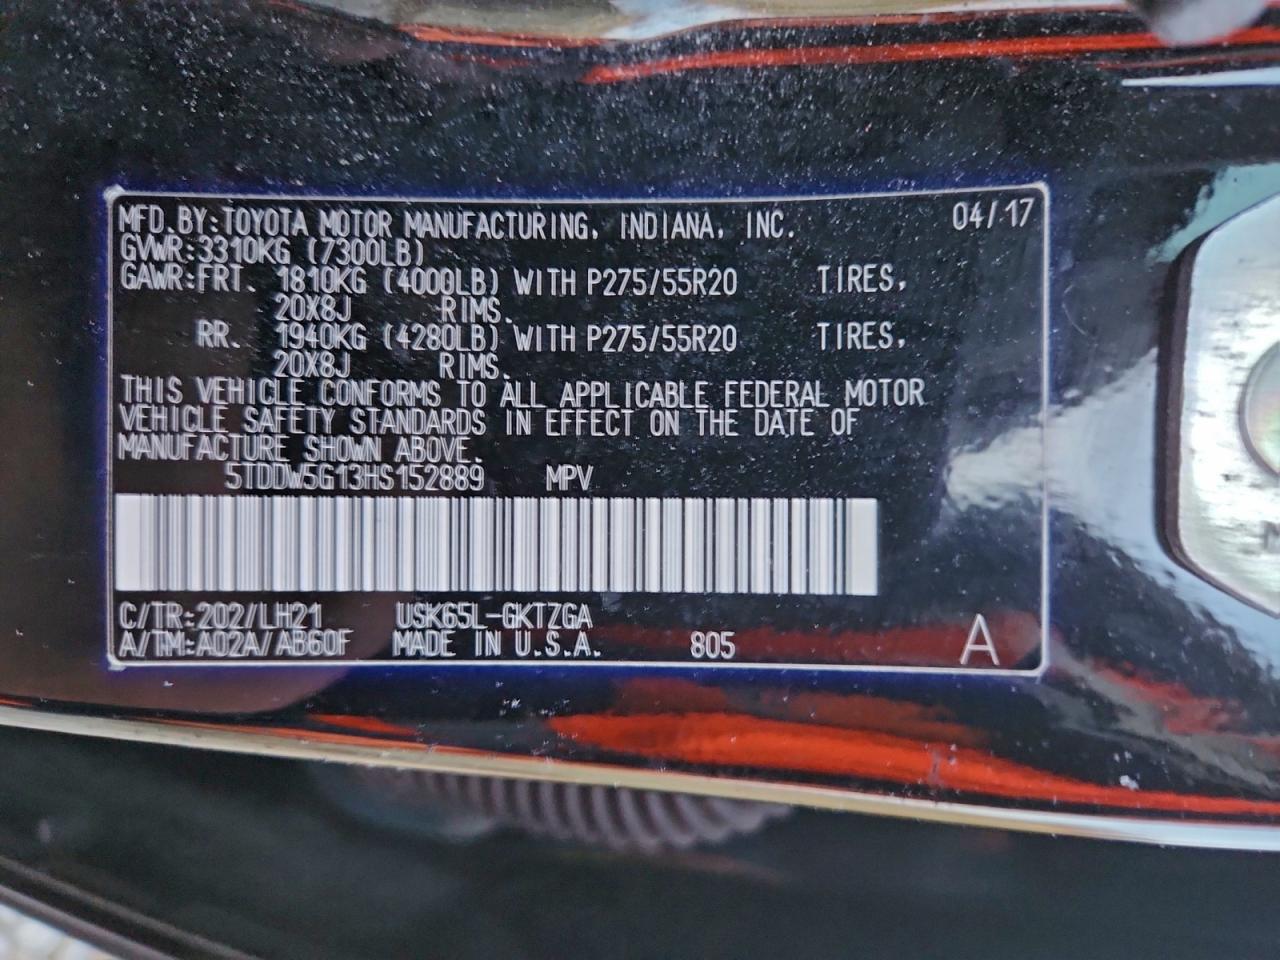 MFD.BY:TOYOTA MOTOR MANUFACTURING, INDIANA, INC. 04/17
GVWR:3310KG (7300LB)
GAWR:FRT. 1810KG (4000LB) WITH P275/55R20 TIRES,
20X8J RIMS.
RR. 1940KG (4280LB) WITH P275/55R20 TIRES,
20X8J RIMS.
THIS VEHICLE CONFORMS TO ALL APPLICABLE FEDERAL MOTOR
VEHICLE SAFETY STANDARDS IN EFFECT ON THE DATE OF
MANUFACTURE SHOWN ABOVE.
5TDDW5G13HS152889 MPV
C/TR:202/LH21 USK65L-GKTZGA
A/TM:A02A/AB60F MADE IN U.S.A. 805 A